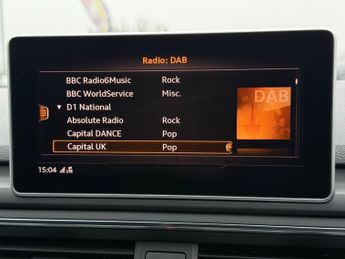 Radio: DAB
BBC Radio6Music Rock
BBC WorldService Misc.
▼ D1 National
Absolute Radio Rock
Capital DANCE Pop
Capital UK Pop
DAB
15:04